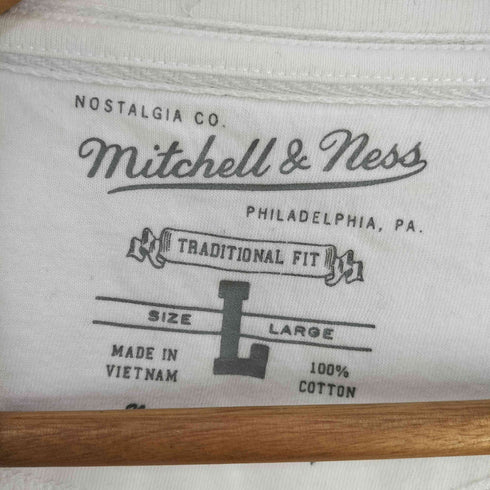 NOSTALGIA CO.
Mitchell & Ness
PHILADELPHIA, PA.
TRADITIONAL FIT
SIZE L LARGE
MADE IN
VIETNAM
100%
COTTON